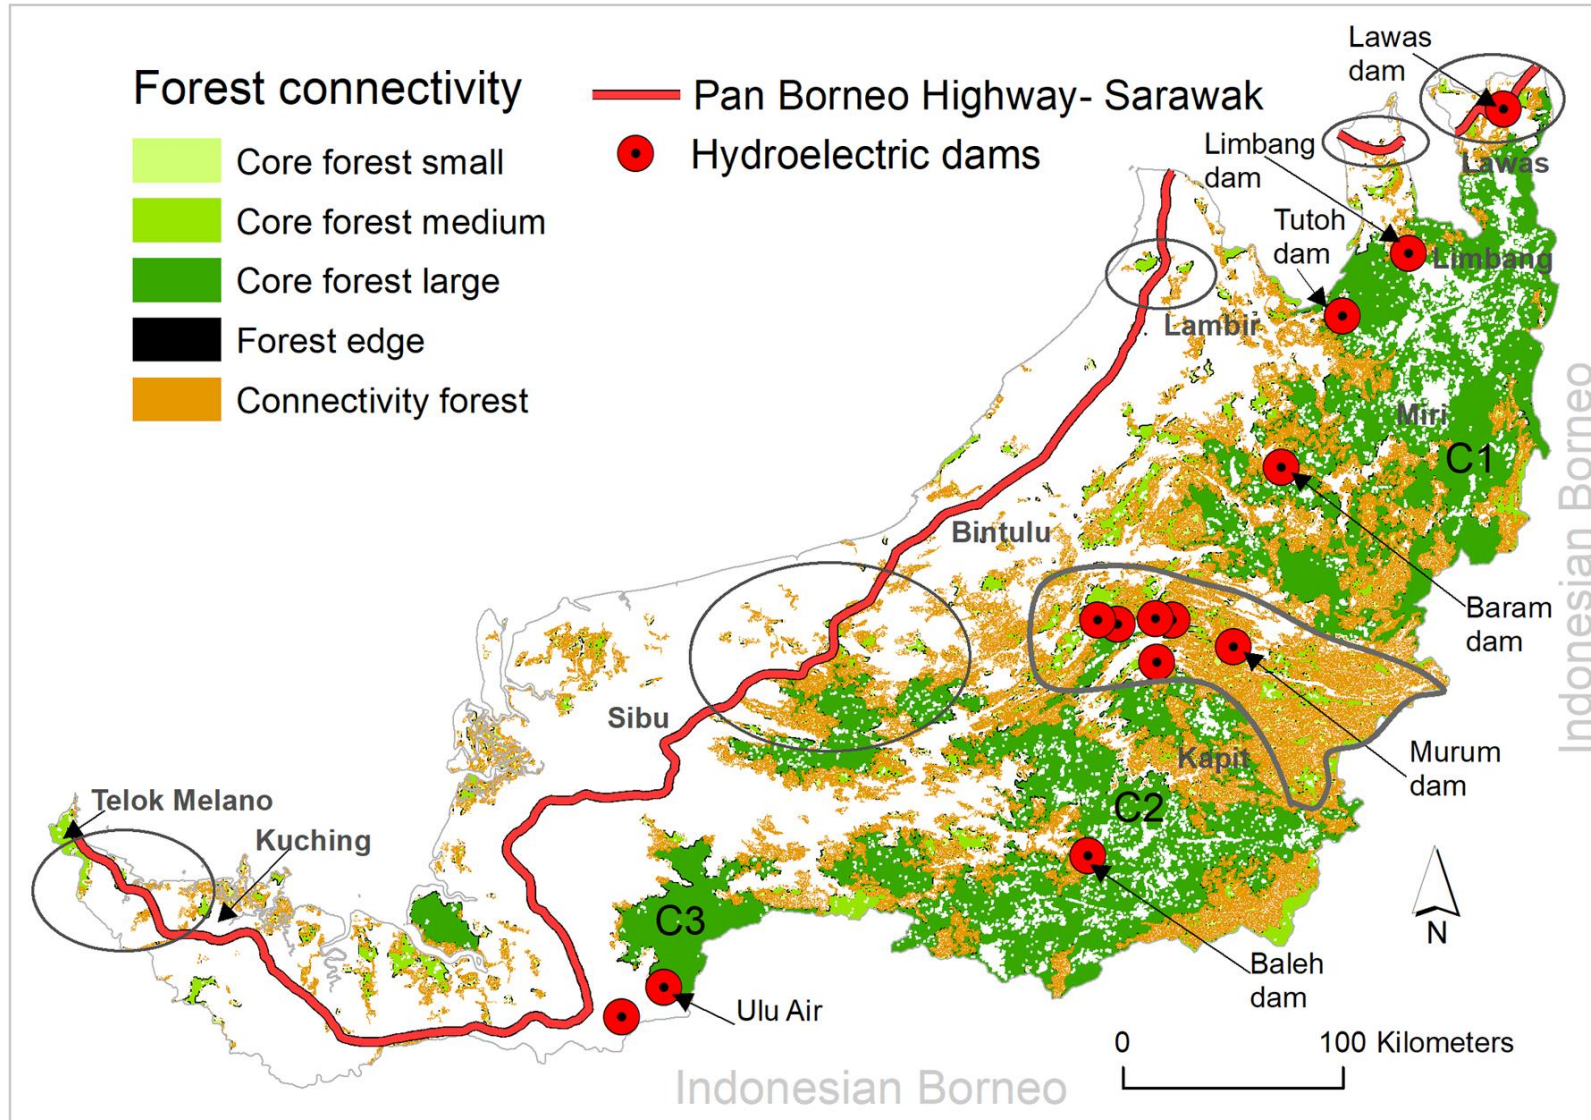 Forest connectivity
Core forest small
Core forest medium
Core forest large
Forest edge
Connectivity forest
Pan Borneo Highway- Sarawak
Hydroelectric dams
Lawas
dam
Limbang
dam
Tutoh
dam
Lawas
Limbang
Lambir
Miri
C1
Indonesian Borneo
Bintulu
Baram
dam
Sibu
Kapit
Murum
dam
C2
Telok Melano
Kuching
C3
N
Baleh
dam
Ulu Air
0 100 Kilometers
Indonesian Borneo